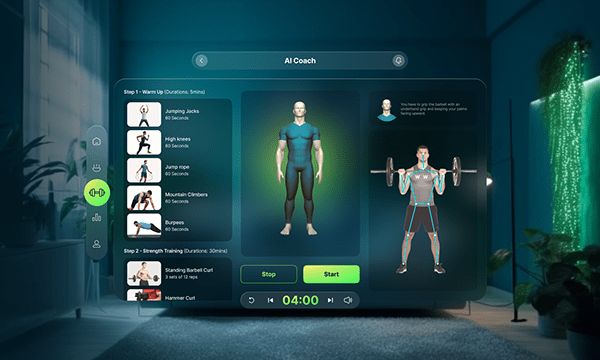 AI Coach
Step 1 - Warm Up (Durations: 5mins)
Jumping Jacks
60 Seconds
High knees
60 Seconds
Jump rope
60 Seconds
Mountain Climbers
60 Seconds
Burpees
60 Seconds
Step 2 - Strength Training (Durations: 30mins)
Standing Barbell Curl
3 sets of 12 reps
Hammer Curl
You have to grip the barbell with an
underhand grip and keeping your palms
facing upward.
Stop
Start
04:00